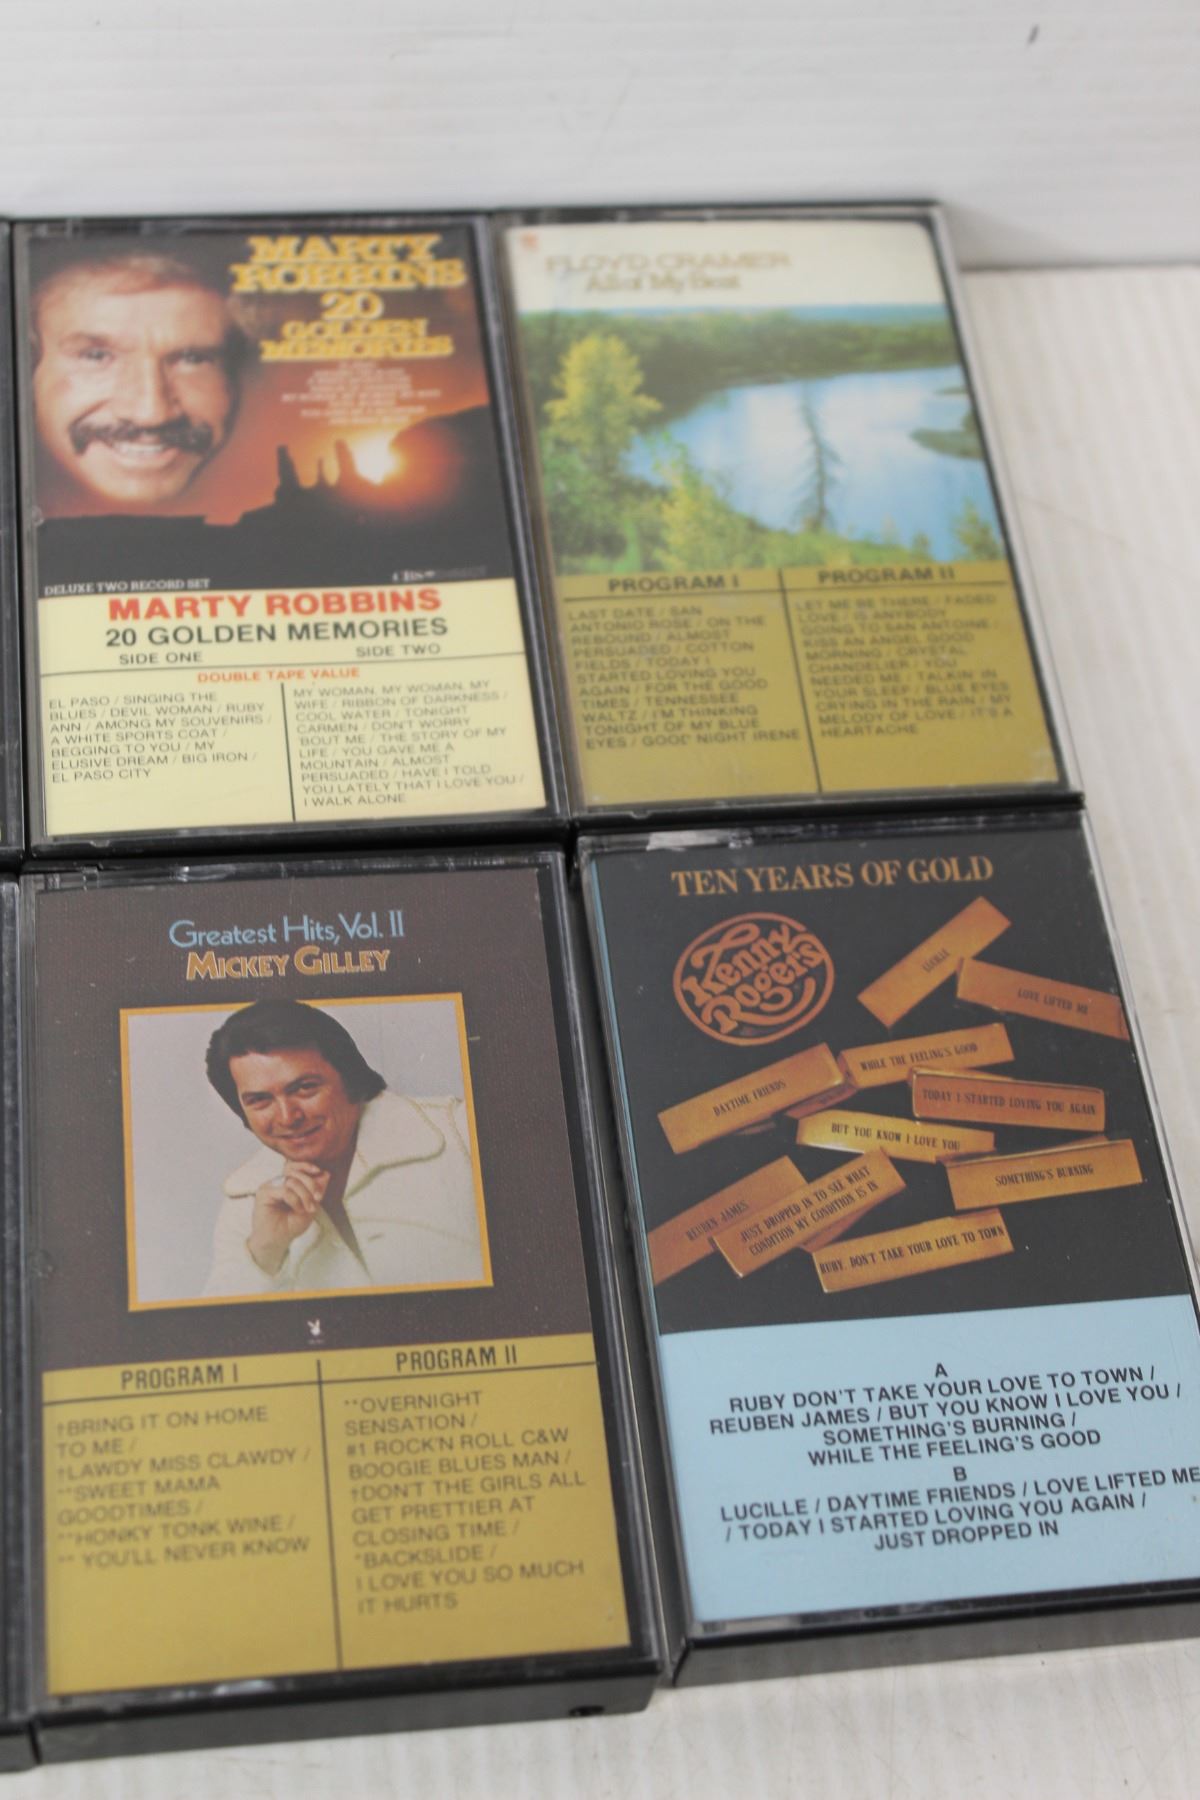 MARTY
ROBBINS
20
GOLDEN
MEMORIES
DELUXE TWO RECORD SET
CBS
MARTY ROBBINS
20 GOLDEN MEMORIES
SIDE ONE
SIDE TWO
DOUBLE TAPE VALUE
EL PASO / SINGING THE
BLUES / DEVIL WOMAN / RUBY
ANN / AMONG MY SOUVENIRS /
A WHITE SPORTS COAT /
BEGGING TO YOU / MY
ELUSIVE DREAM / BIG IRON /
EL PASO CITY
MY WOMAN, MY WOMAN, MY
WIFE / RIBBON OF DARKNESS /
COOL WATER / TONIGHT
CARMEN / DON'T WORRY
'BOUT ME / THE STORY OF MY
LIFE / YOU GAVE ME A
MOUNTAIN / ALMOST
PERSUADED / HAVE I TOLD
YOU LATELY THAT I LOVE YOU /
I WALK ALONE
FLOYD CRAMER
All of My Best
PROGRAM I
PROGRAM II
LAST DATE / SAN
ANTONIO ROSE / ON THE
REBOUND / ALMOST
PERSUADED / COTTON
FIELDS / TODAY I
STARTED LOVING YOU
AGAIN / FOR THE GOOD
TIMES / TENNESSEE
WALTZ / I'M THINKING
TONIGHT OF MY BLUE
EYES / GOOD NIGHT IRENE
LET ME BE THERE / FADED
LOVE / IS ANYBODY
GOING TO SAN ANTOINE /
KISS AN ANGEL GOOD
MORNING / CRYSTAL
CHANDELIER / YOU
NEEDED ME / TALKIN' IN
YOUR SLEEP / BLUE EYES
CRYING IN THE RAIN / MY
MELODY OF LOVE / IT'S A
HEARTACHE
Greatest Hits, Vol. II
MICKEY GILLEY
PROGRAM I
PROGRAM II
†BRING IT ON HOME
TO ME /
†LAWDY MISS CLAWDY /
**SWEET MAMA
GOODTIMES /
**HONKY TONK WINE /
** YOU'LL NEVER KNOW
**OVERNIGHT
SENSATION /
#1 ROCK'N ROLL C&W
BOOGIE BLUES MAN /
†DON'T THE GIRLS ALL
GET PRETTIER AT
CLOSING TIME /
*BACKSLIDE /
I LOVE YOU SO MUCH
IT HURTS
TEN YEARS OF GOLD
Kenny
Rogers
LUCILLE
LOVE LIFTED ME
WHILE THE FEELING'S GOOD
DAYTIME FRIENDS
TODAY I STARTED LOVING YOU AGAIN
BUT YOU KNOW I LOVE YOU
SOMETHING'S BURNING
REUBEN JAMES
JUST DROPPED IN TO SEE WHAT
CONDITION MY CONDITION IS IN
RUBY, DON'T TAKE YOUR LOVE TO TOWN
A
RUBY DON'T TAKE YOUR LOVE TO TOWN /
REUBEN JAMES / BUT YOU KNOW I LOVE YOU /
SOMETHING'S BURNING /
WHILE THE FEELING'S GOOD
B
LUCILLE / DAYTIME FRIENDS / LOVE LIFTED ME
/ TODAY I STARTED LOVING YOU AGAIN /
JUST DROPPED IN